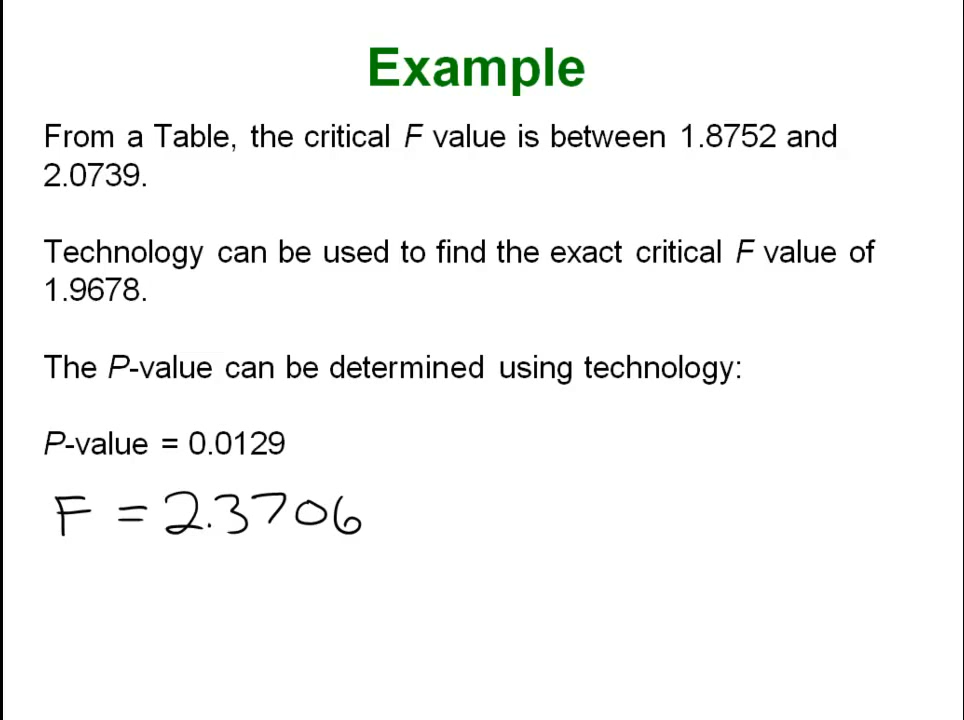 Example
From a Table, the critical F value is between 1.8752 and
2.0739.
Technology can be used to find the exact critical F value of
1.9678.
The P-value can be determined using technology:
P-value = 0.0129
F = 2.3706